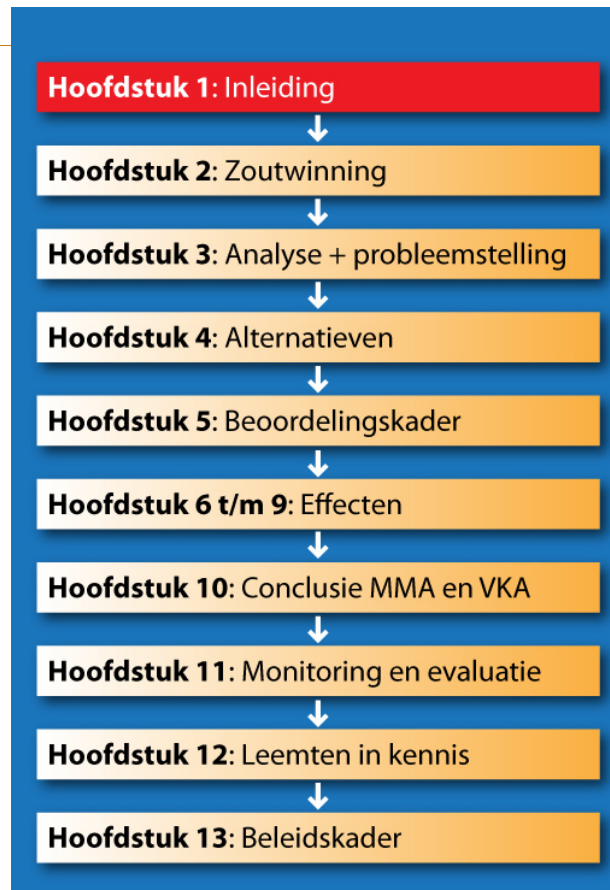 Hoofdstuk 1: Inleiding
Hoofdstuk 2: Zoutwinning
Hoofdstuk 3: Analyse + probleemstelling
Hoofdstuk 4: Alternatieven
Hoofdstuk 5: Beoordelingskader
Hoofdstuk 6 t/m 9: Effecten
Hoofdstuk 10: Conclusie MMA en VKA
Hoofdstuk 11: Monitoring en evaluatie
Hoofdstuk 12: Leemten in kennis
Hoofdstuk 13: Beleidskader